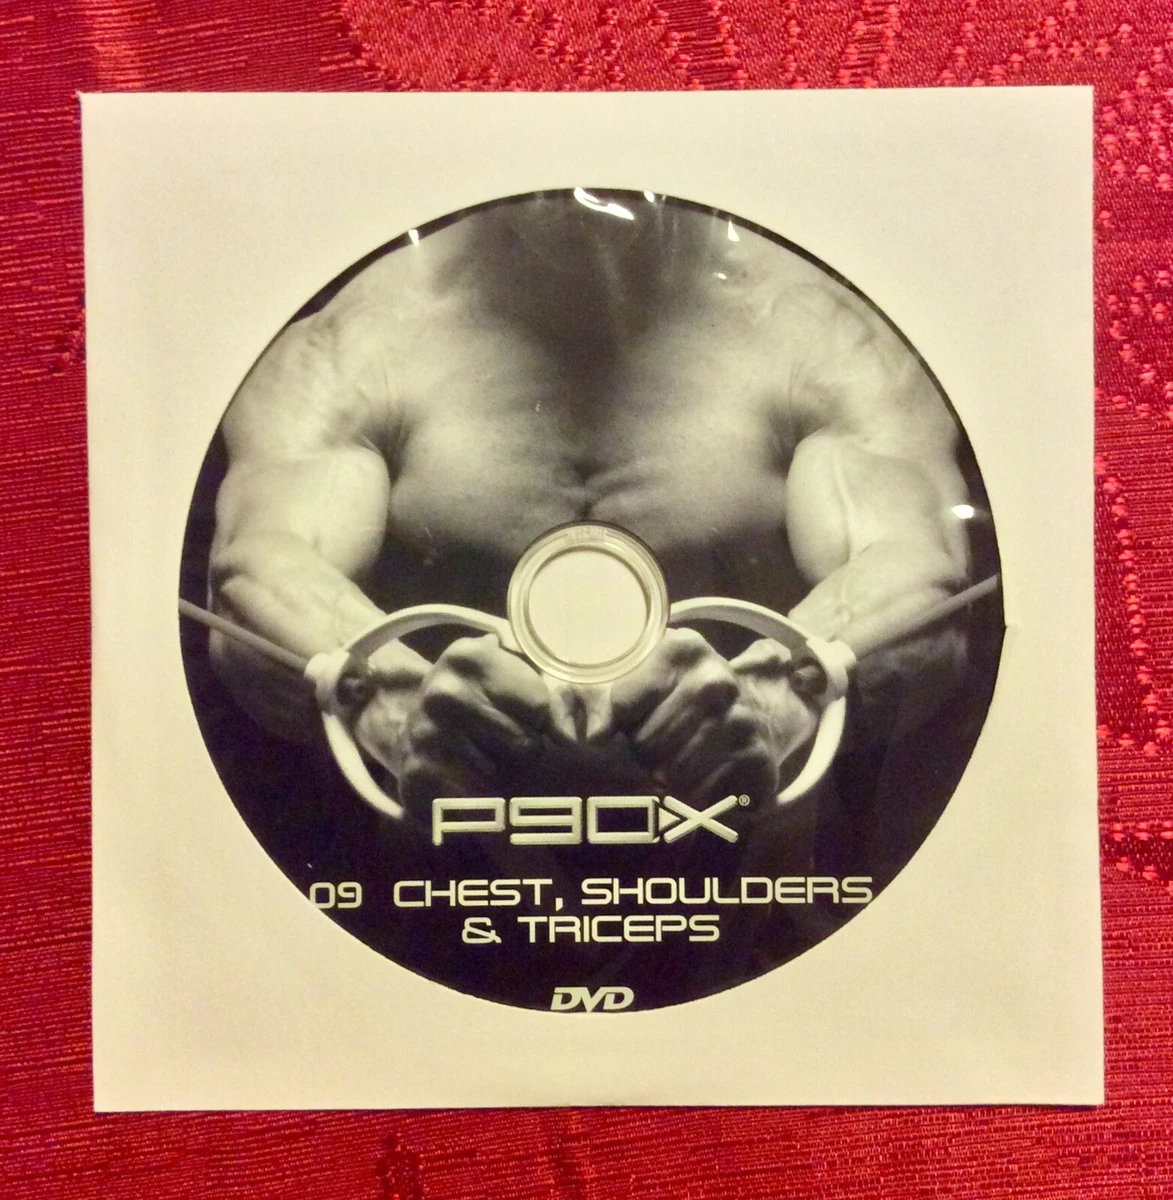 P90X®
09 CHEST, SHOULDERS
& TRICEPS
DVD